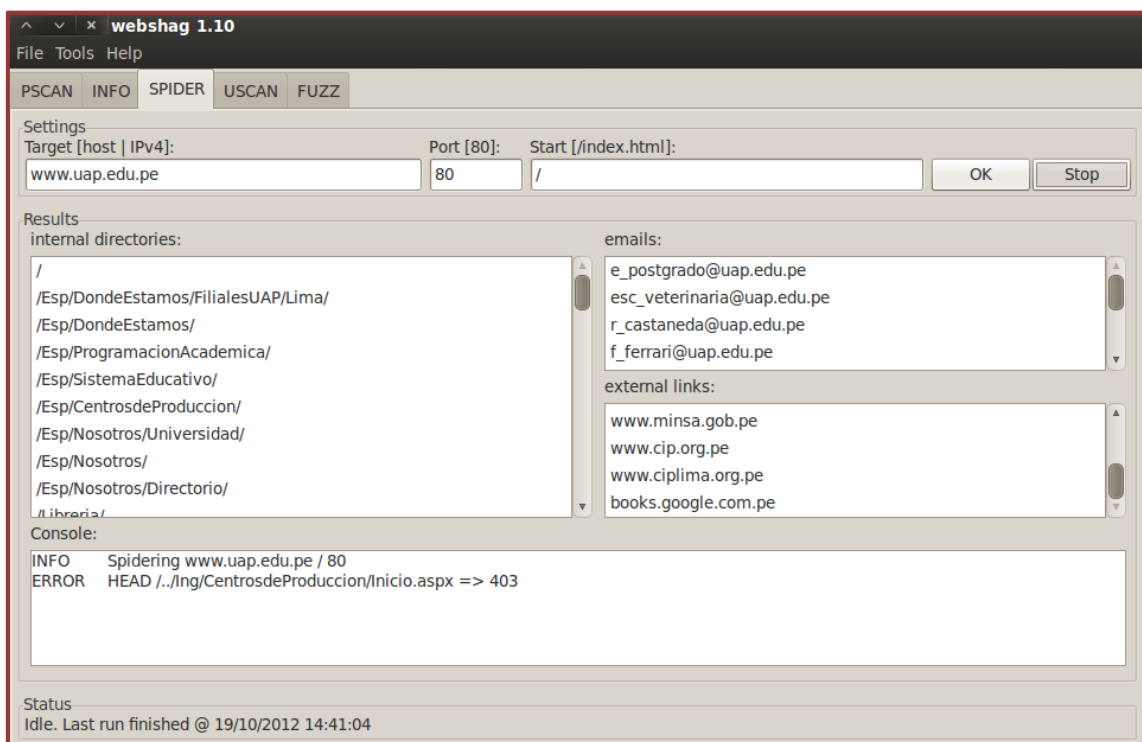 webshag 1.10
File Tools Help
PSCAN INFO SPIDER USCAN FUZZ
Settings
Target [host | IPv4]: Port [80]: Start [/index.html]:
www.uap.edu.pe 80 / OK Stop
Results
internal directories:
/
/Esp/DondeEstamos/FilialesUAP/Lima/
/Esp/DondeEstamos/
/Esp/ProgramacionAcademica/
/Esp/SistemaEducativo/
/Esp/CentrosdeProduccion/
/Esp/Nosotros/Universidad/
/Esp/Nosotros/
/Esp/Nosotros/Directorio/
/Libreria/
emails:
e_postgrado@uap.edu.pe
esc_veterinaria@uap.edu.pe
r_castaneda@uap.edu.pe
f_ferrari@uap.edu.pe
external links:
www.minsa.gob.pe
www.cip.org.pe
www.ciplima.org.pe
books.google.com.pe
Console:
INFO Spidering www.uap.edu.pe / 80
ERROR HEAD /../Ing/CentrosdeProduccion/Inicio.aspx => 403
Status
Idle. Last run finished @ 19/10/2012 14:41:04